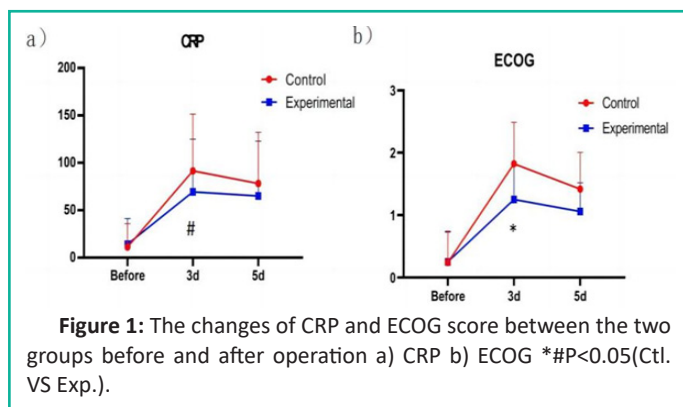 a)
CRP
200
150
100
50
0
Control
Experimental
#
Before 3d 5d
b)
ECOG
3
2
1
0
Control
Experimental
*
Before 3d 5d
Figure 1: The changes of CRP and ECOG score between the two
groups before and after operation a) CRP b) ECOG *#P<0.05(Ctl.
VS Exp.).